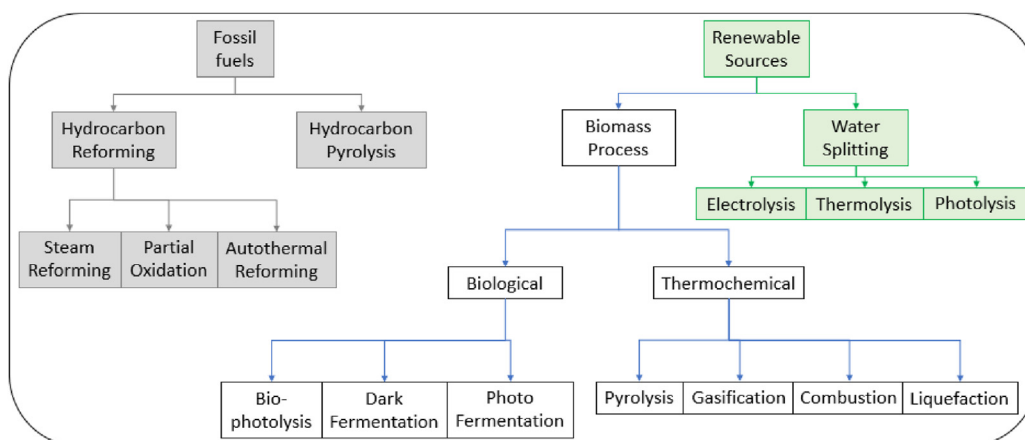 Fossil
fuels
Renewable
Sources
Hydrocarbon
Reforming
Hydrocarbon
Pyrolysis
Biomass
Process
Water
Splitting
Electrolysis
Thermolysis
Photolysis
Steam
Reforming
Partial
Oxidation
Autothermal
Reforming
Biological
Thermochemical
Bio-
photolysis
Dark
Fermentation
Photo
Fermentation
Pyrolysis
Gasification
Combustion
Liquefaction